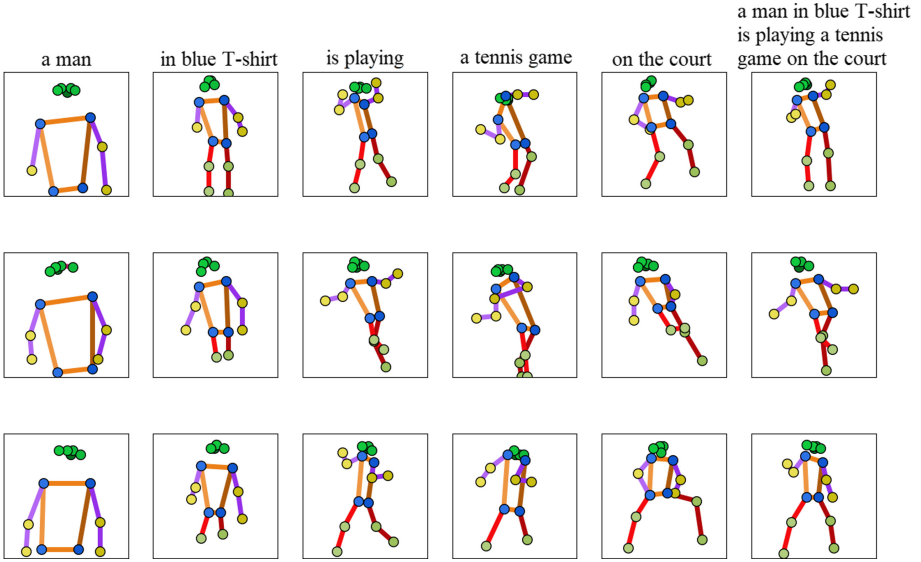 a man
in blue T-shirt
is playing
a tennis game
on the court
a man in blue T-shirt
is playing a tennis
game on the court